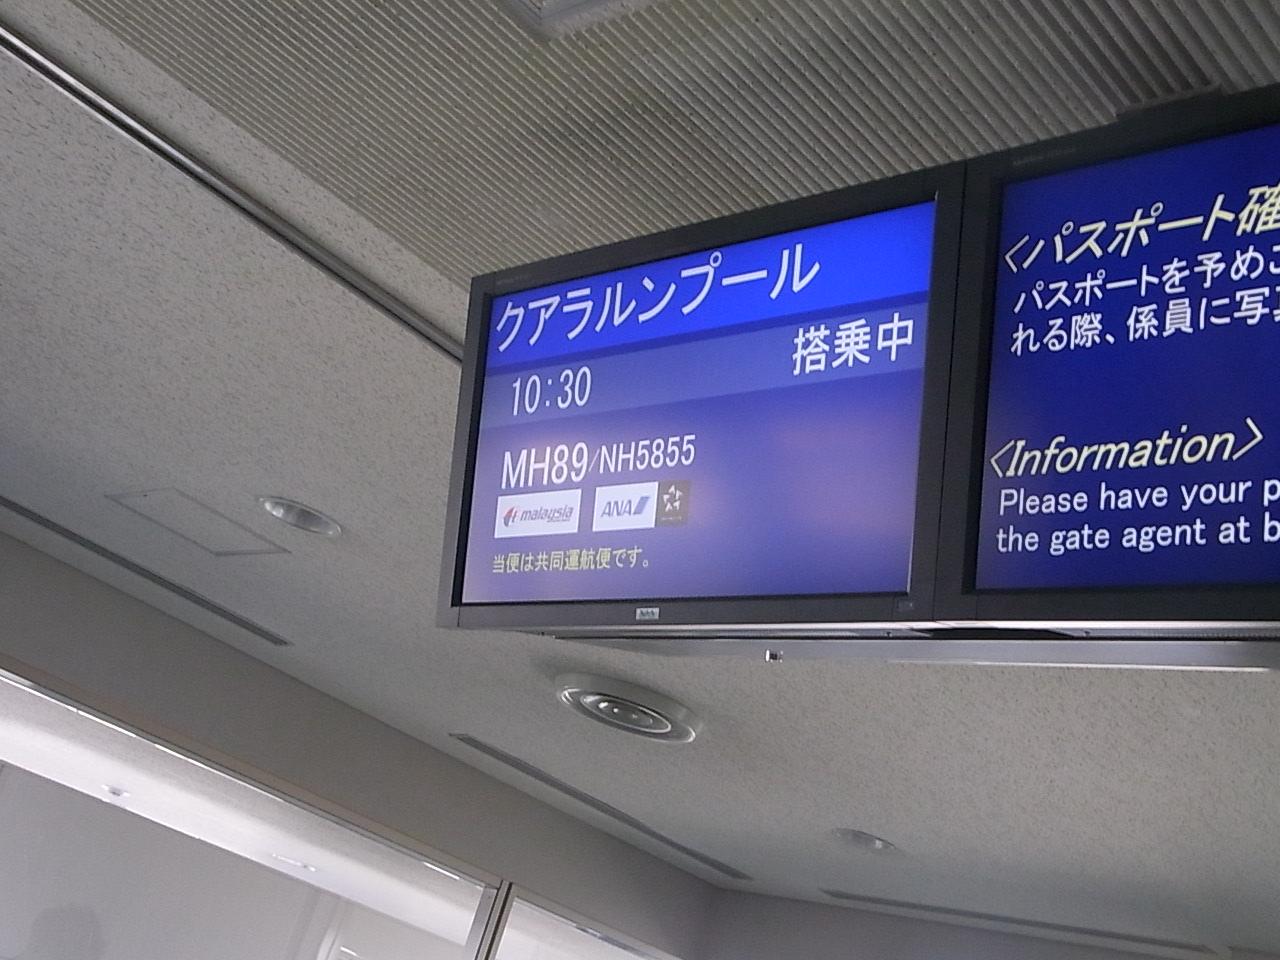 クアラルンプール
搭乗中
10:30
MH89/NH5855
malaysia
ANA
当便は共同運航便です。
NEC
<パスポート確
パスポートを予め
れる際、係員に写
<Information>
Please have your p
the gate agent at b